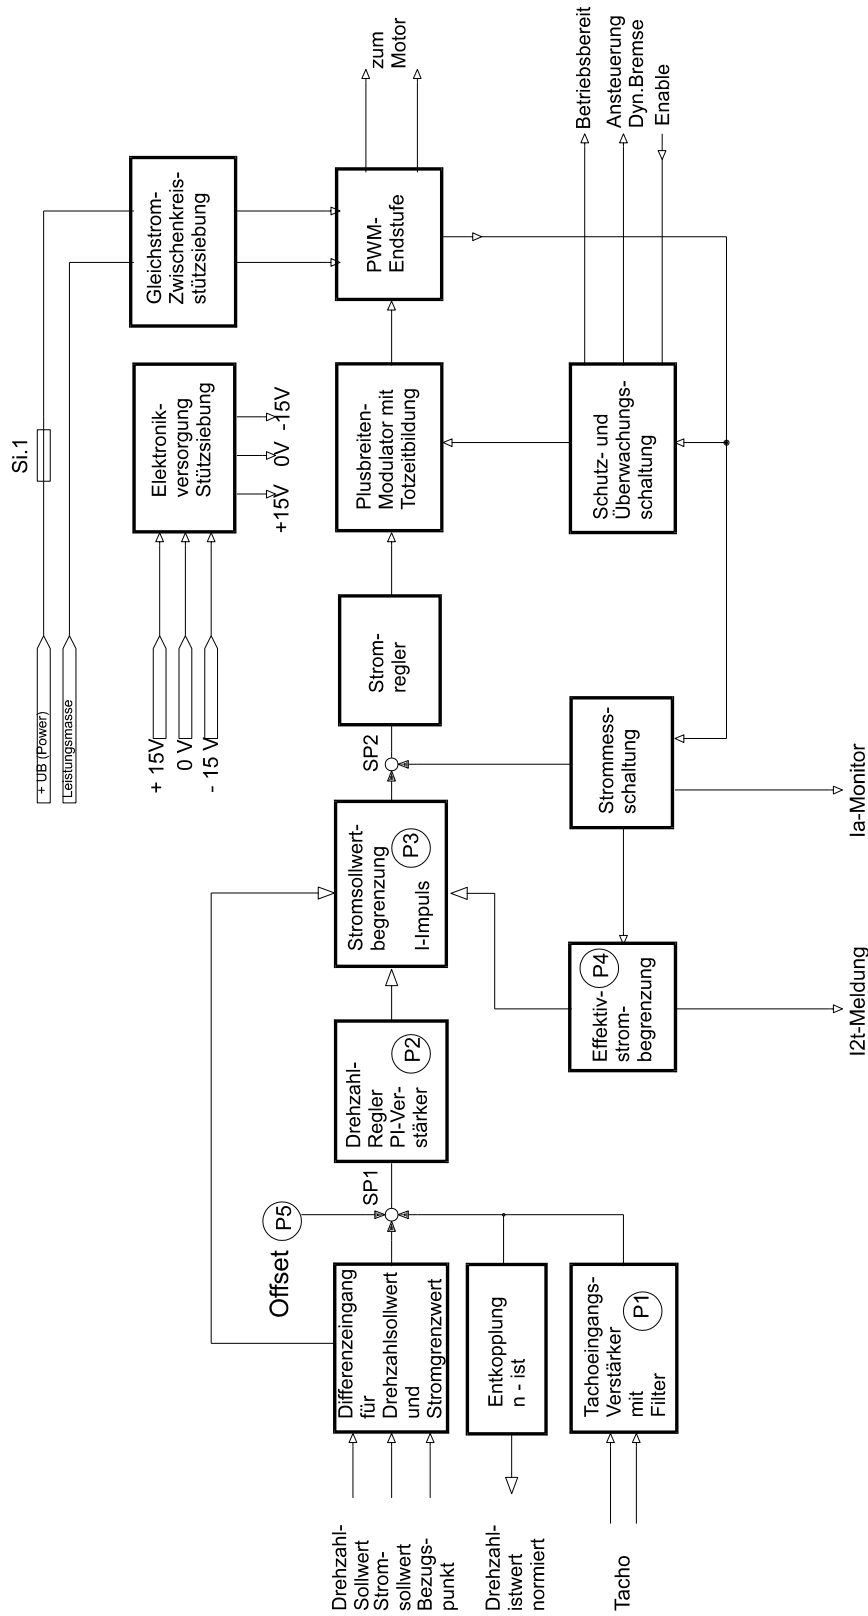 Si.1
+ UB (Power)
Leistungsmasse
+ 15V
0 V
- 15 V
Elektronik-
versorgung
Stützsiebung
+15V
0V
-15V
Gleichstrom-
Zwischenkreis-
stützsiebung
zum
Motor
Drehzahl-
Sollwert
Strom-
sollwert
Bezugs-
punkt
Differenzeingang
für
Drehzahlsollwert
und
Stromgrenzwert
Offset
P5
SP1
Drehzahl-
Regler
PI-Ver-
stärker
P2
Stromsollwert-
begrenzung
I-Impuls
P3
SP2
Strom-
regler
Plusbreiten-
Modulator mit
Totzeitbildung
PWM-
Endstufe
Drehzahl-
istwert
normiert
Entkopplung
n - ist
Tacho
Tachoeingangs-
Verstärker
mit
Filter
P1
Effektiv-
strom-
begrenzung
P4
Strommess-
schaltung
Schutz- und
Überwachungs-
schaltung
Betriebsbereit
Ansteuerung
Dyn.Bremse
Enable
I2t-Meldung
Ia-Monitor